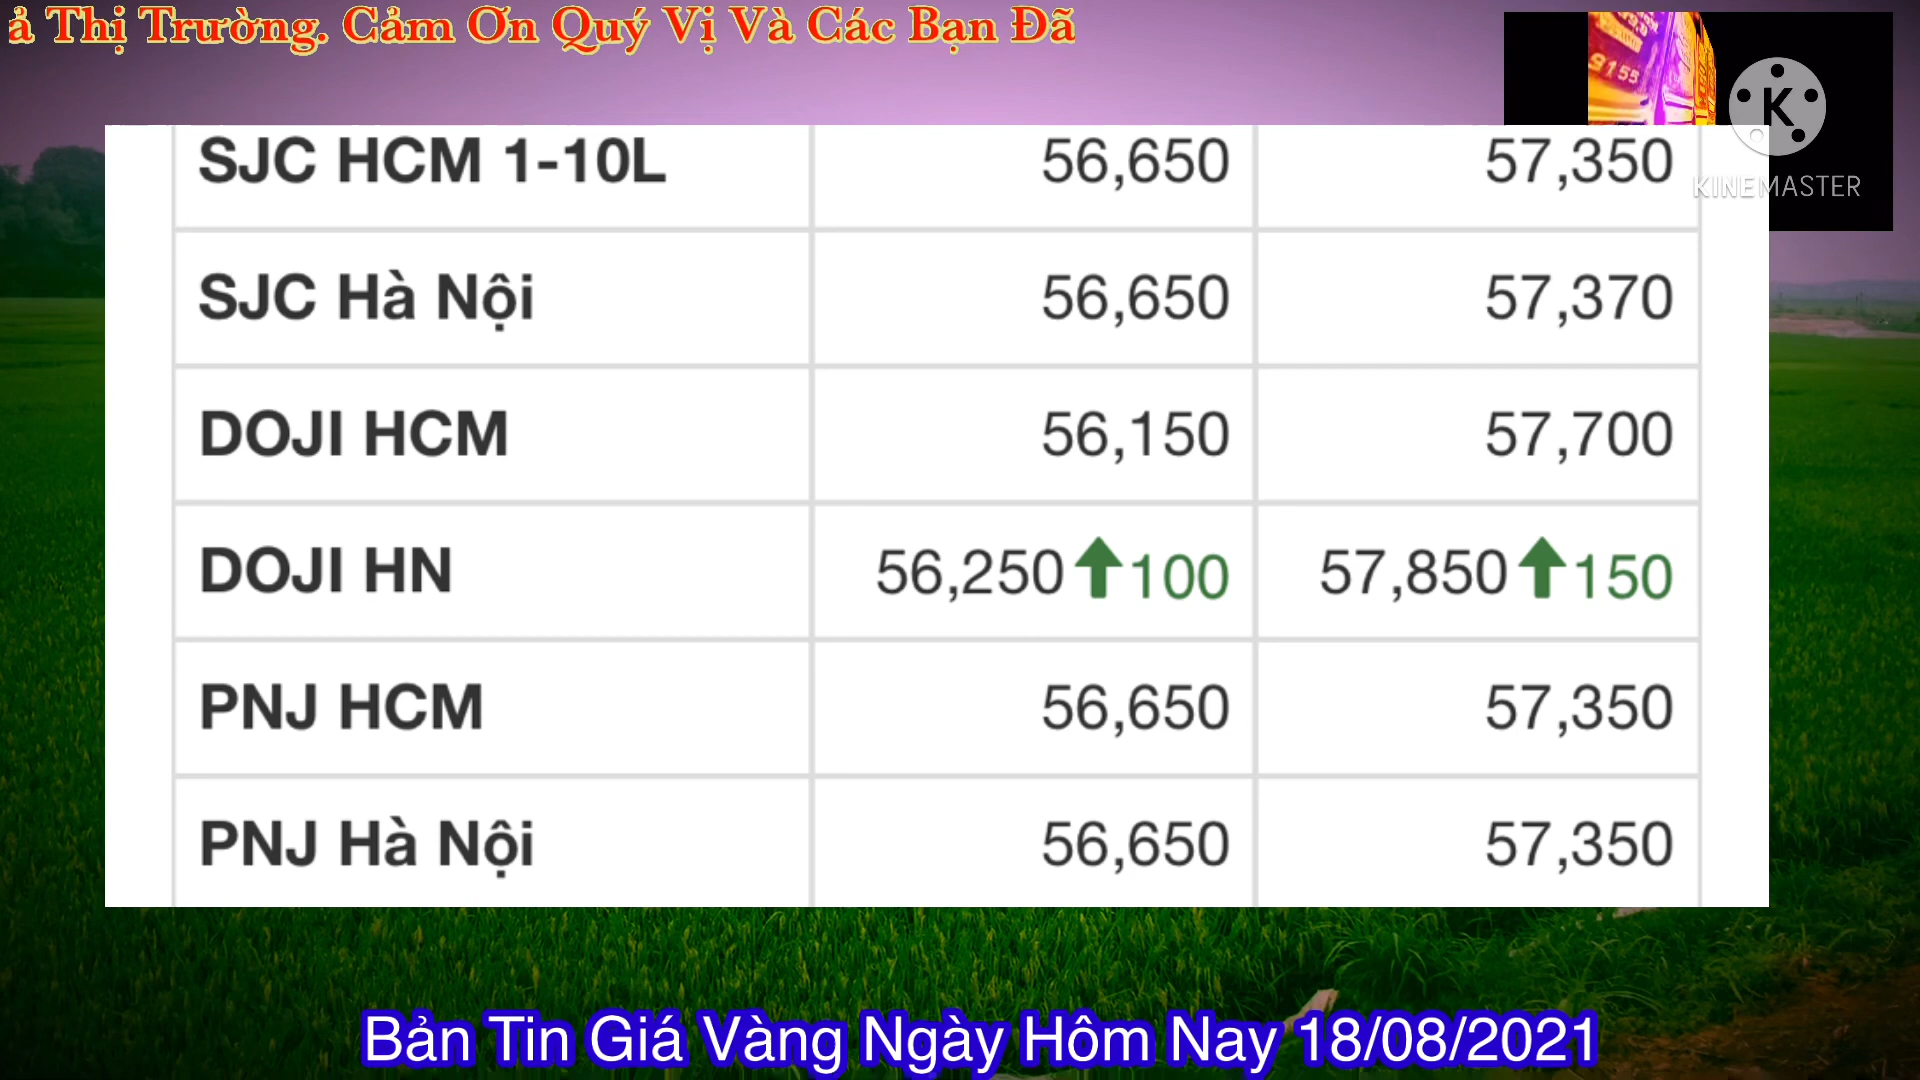 ả Thị Trường. Cảm Ơn Quý Vị Và Các Bạn Đã
9155
KINEMASTER
SJC HCM 1-10L 56,650 57,350
SJC Hà Nội 56,650 57,370
DOJI HCM 56,150 57,700
DOJI HN 56,250 100 57,850 150
PNJ HCM 56,650 57,350
PNJ Hà Nội 56,650 57,350
Bản Tin Giá Vàng Ngày Hôm Nay 18/08/2021